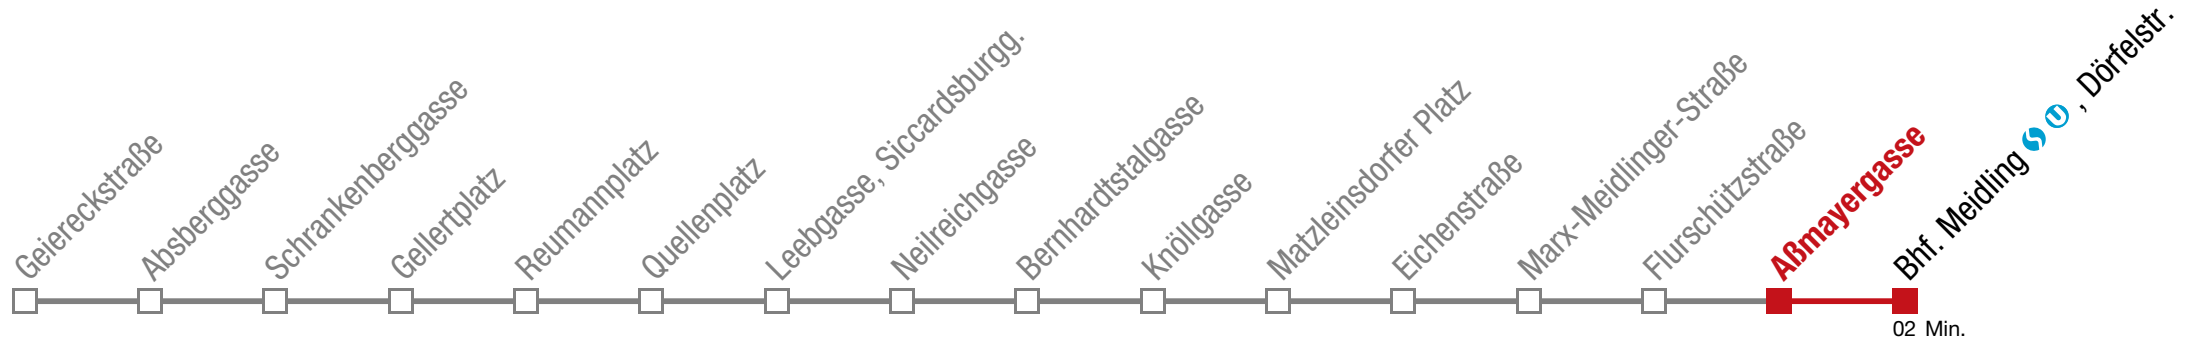 Geiereckstraße
Absberggasse
Schrankenberggasse
Gellertplatz
Reumannplatz
Quellenplatz
Leebgasse, Siccardsburgg.
Neilreichgasse
Bernhardtstalgasse
Knöllgasse
Matzleinsdorfer Platz
Eichenstraße
Marx-Meidlinger-Straße
Flurschützstraße
Aßmayergasse
Bhf. Meidling S U , Dörfelstr.
02 Min.